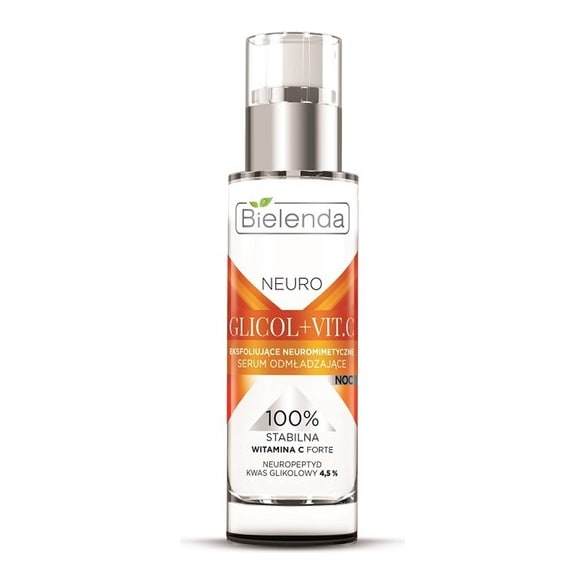 Bielenda
NEURO
GLICOL+VIT.C
EKSFOLIUJĄCE NEUROMIMETYCZNE
SERUM ODMŁADZAJĄCE
NOC
100%
STABILNA
WITAMINA C FORTE
NEUROPEPTYD
KWAS GLIKOLOWY 4,5 %